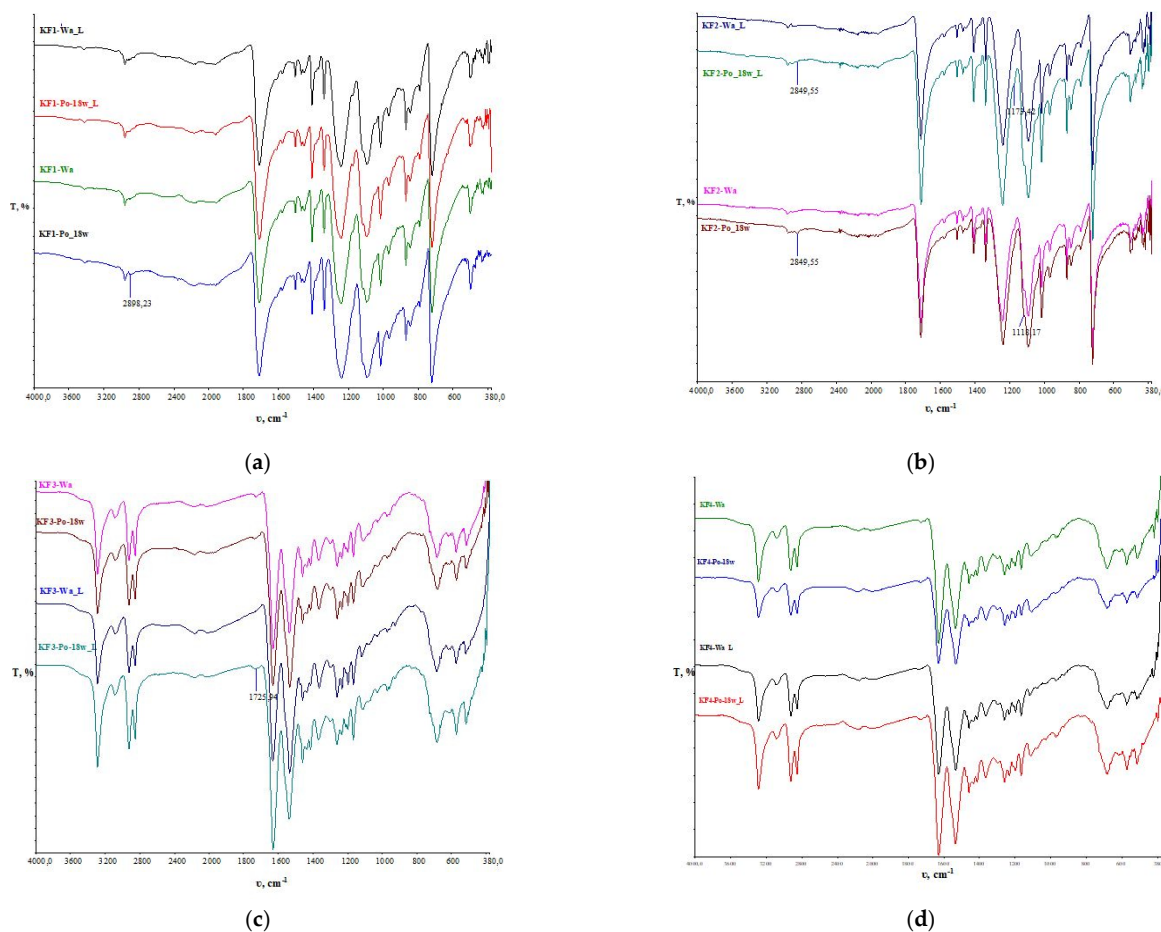 KF1-Wa_L
KF1-Po-18w_L
KF1-Wa
T, %
KF1-Po_18w
2898,23
4000,0 3600 3200 2800 2400 2000 1800 1600 1400 1200 1000 800 600 380,0
υ, cm-1
(a)
KF2-Wa_L
KF2-Po_18w_L
2849,55
1173,42
KF2-Wa
T, %
KF2-Po_18w
2849,55
1118,17
4000,0 3600 3200 2800 2400 2000 1800 1600 1400 1200 1000 800 600 380,0
υ, cm-1
(b)
KF3-Wa
KF3-Po-18w
KF3-Wa_L
KF3-Po-18w_L
T, %
1725,94
4000,0 3600 3200 2800 2400 2000 1800 1600 1400 1200 1000 800 600 380,0
υ, cm-1
(c)
KF4-Wa
KF4-Po-18w
KF4-Wa_L
T, %
KF4-Po-18w_L
υ, cm-1
(d)